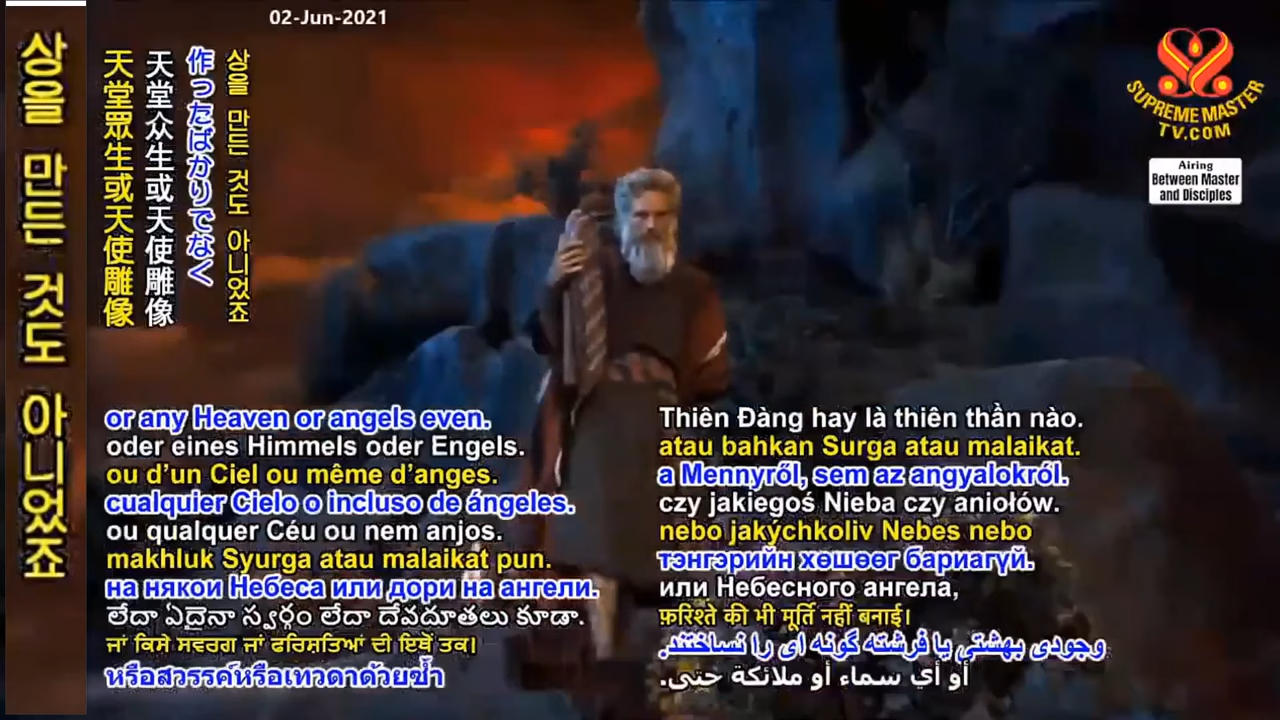 02-Jun-2021
상을 만든 것도 아니었죠
天堂眾生或天使雕像
天堂众生或天使雕像
作ったばかりでなく
상을 만든 것도 아니었죠
SUPREME MASTER
TV.COM
Airing
Between Master
and Disciples
or any Heaven or angels even.
oder eines Himmels oder Engels.
ou d’un Ciel ou même d’anges.
cualquier Cielo o incluso de ángeles.
ou qualquer Céu ou nem anjos.
makhluk Syurga atau malaikat pun.
на някои Небеса или дори на ангели.
లేదా ఏదైనా స్వర్గం లేదా దేవదూతలు కూడా.
ਜਾਂ ਕਿਸੇ ਸਵਰਗ ਜਾਂ ਫਰਿਸ਼ਤਿਆਂ ਦੀ ਇਥੋਂ ਤਕ।
หรือสวรรค์หรือเทวดาด้วยซ้ำ
Thiên Đàng hay là thiên thần nào.
atau bahkan Surga atau malaikat.
a Mennyről, sem az angyalokról.
czy jakiegoś Nieba czy aniołów.
nebo jakýchkoliv Nebes nebo
тэнгэрийн хөшөөг бариагүй.
или Небесного ангела,
फ़रिश्ते की भी मूर्ति नहीं बनाई।
وجودی بهشتی یا فرشته گونه ای را نساختند.
أو أي سماء أو ملائكة حتى.